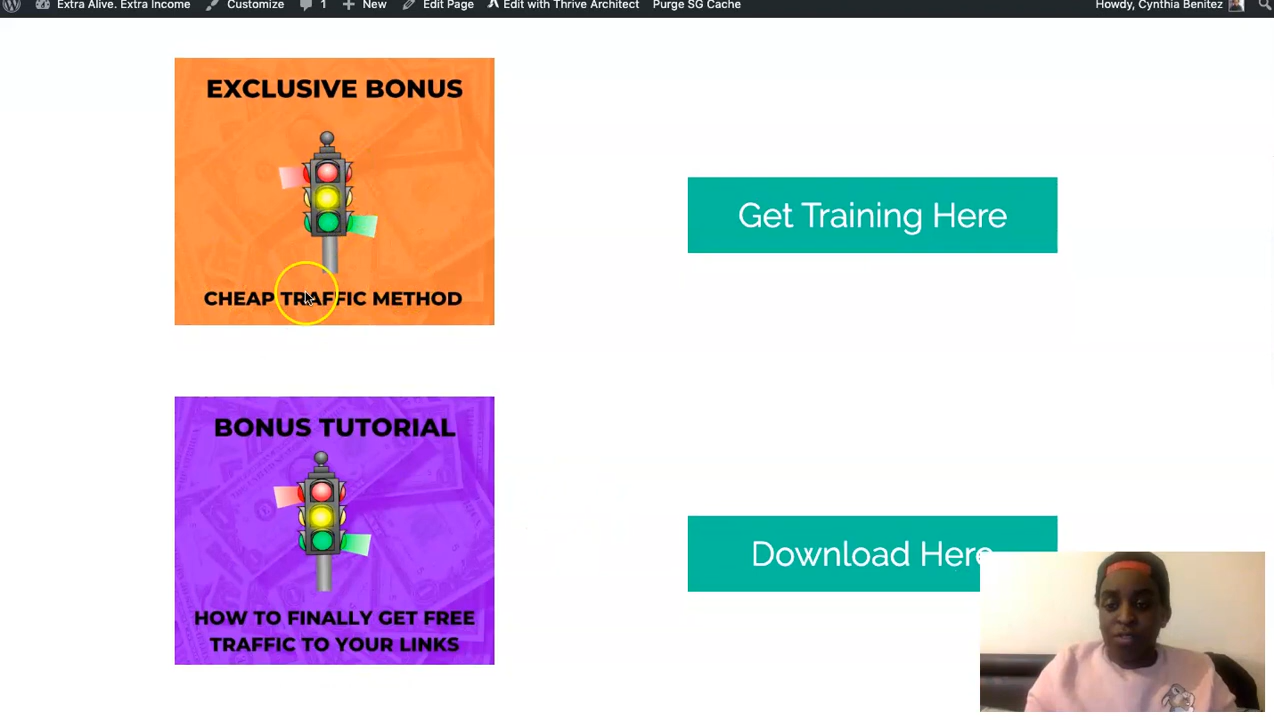 Extra Alive. Extra Income Customize 1 New Edit Page Edit with Thrive Architect Purge SG Cache Howdy, Cynthia Benitez
EXCLUSIVE BONUS
CHEAP TRAFFIC METHOD
Get Training Here
BONUS TUTORIAL
HOW TO FINALLY GET FREE
TRAFFIC TO YOUR LINKS
Download Here